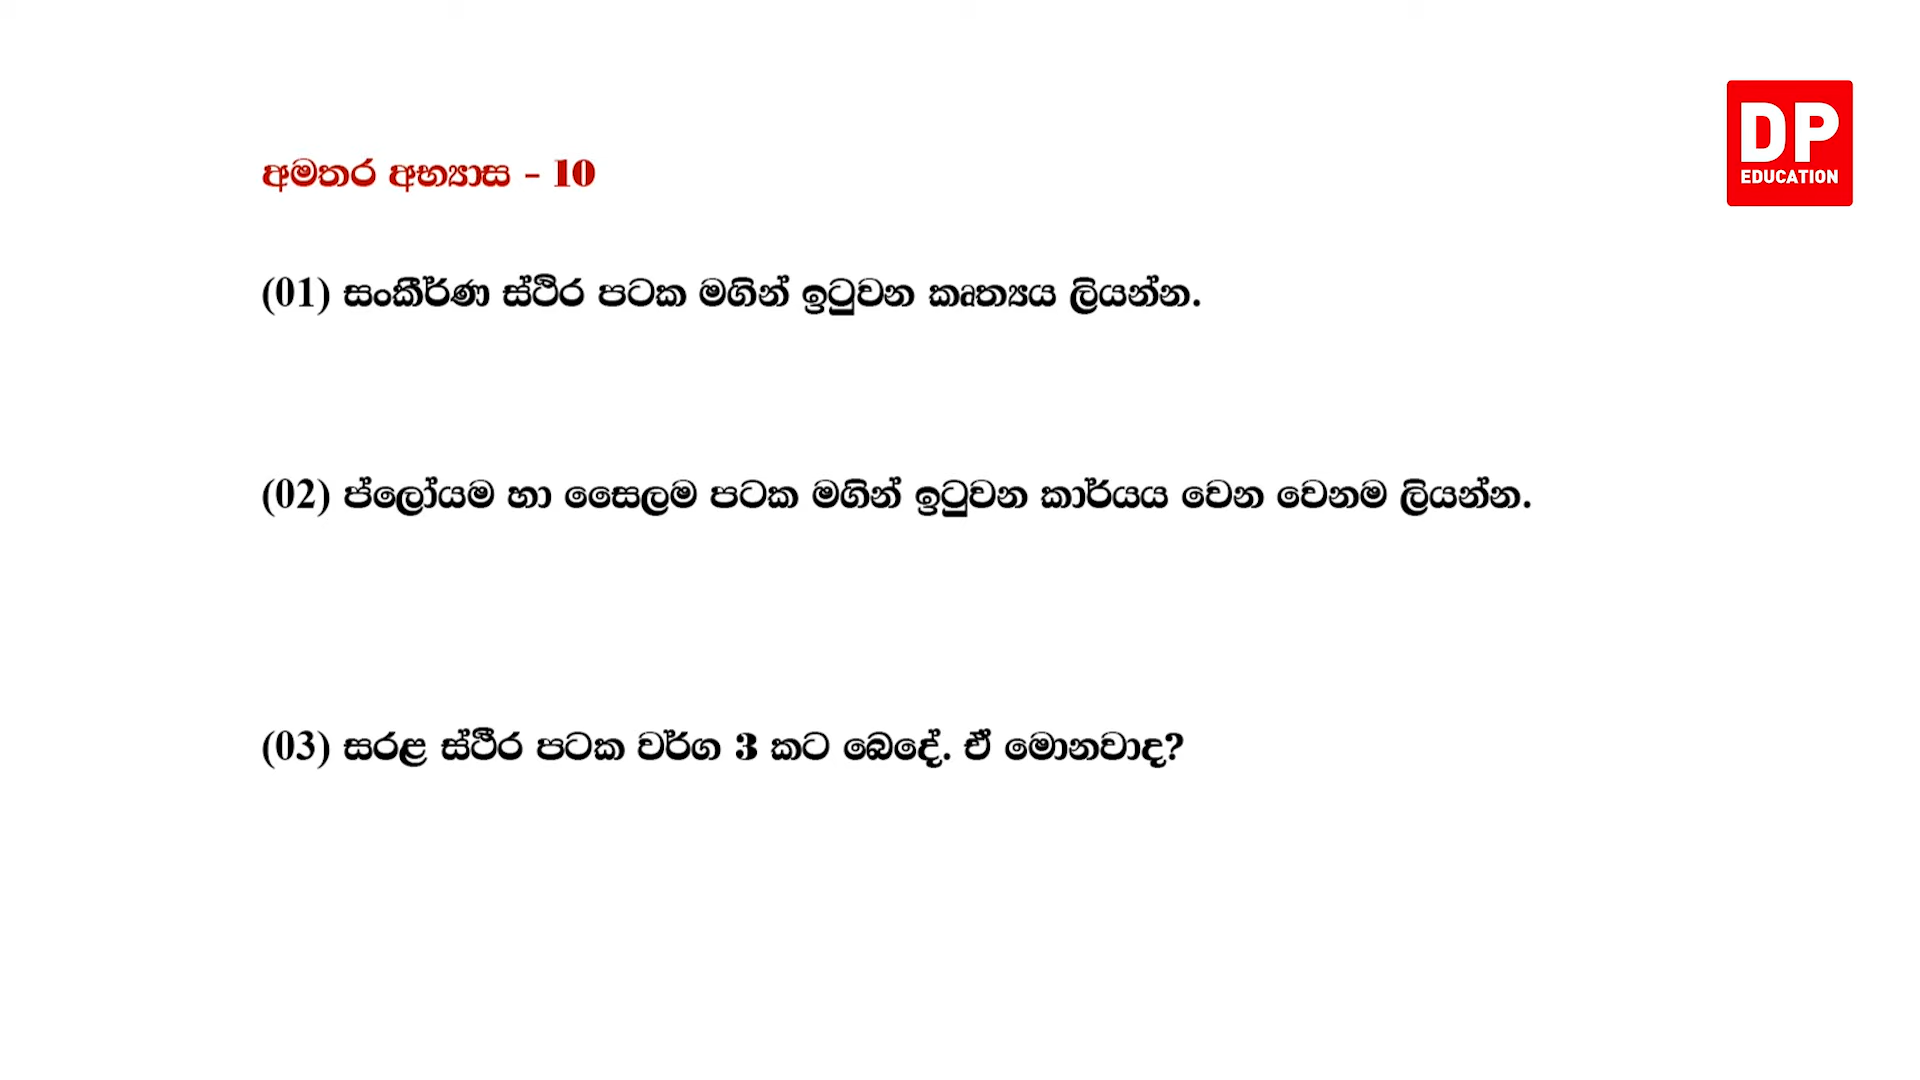 DP
EDUCATION
අමතර අභ්‍යාස - 10
(01) සංකීර්ණ ස්ථිර පටක මගින් ඉටුවන කෘත්‍යය ලියන්න.
(02) ප්ලෝයම හා සෛලම පටක මගින් ඉටුවන කාර්යය වෙන වෙනම ලියන්න.
(03) සරළ ස්ථීර පටක වර්ග 3 කට බෙදේ. ඒ මොනවාද?